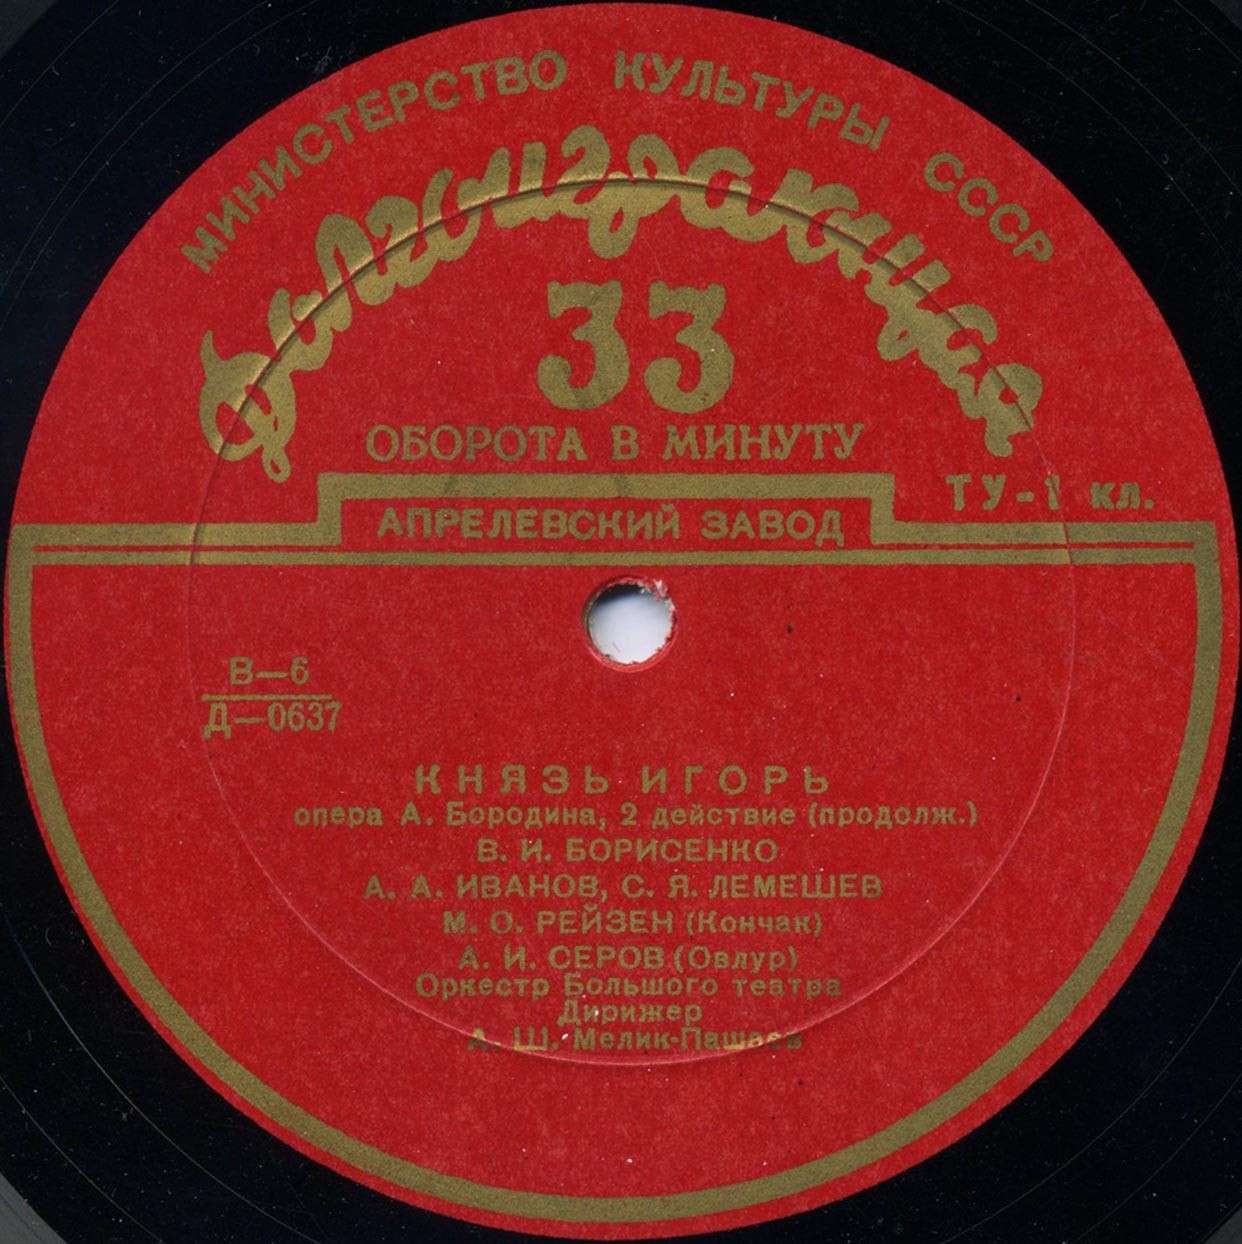 МИНИСТЕРСТВО КУЛЬТУРЫ СССР
Долгоиграющая
33
ОБОРОТА В МИНУТУ
ТУ-1 кл.
АПРЕЛЕВСКИЙ ЗАВОД
В—6
Д—0637
КНЯЗЬ ИГОРЬ
опера А. Бородина, 2 действие (продолж.)
В. И. БОРИСЕНКО
А. А. ИВАНОВ, С. Я. ЛЕМЕШЕВ
М. О. РЕЙЗЕН (Кончак)
А. И. СЕРОВ (Овлур)
Оркестр Большого театра
Дирижер
А. Ш. Мелик-Пашаев